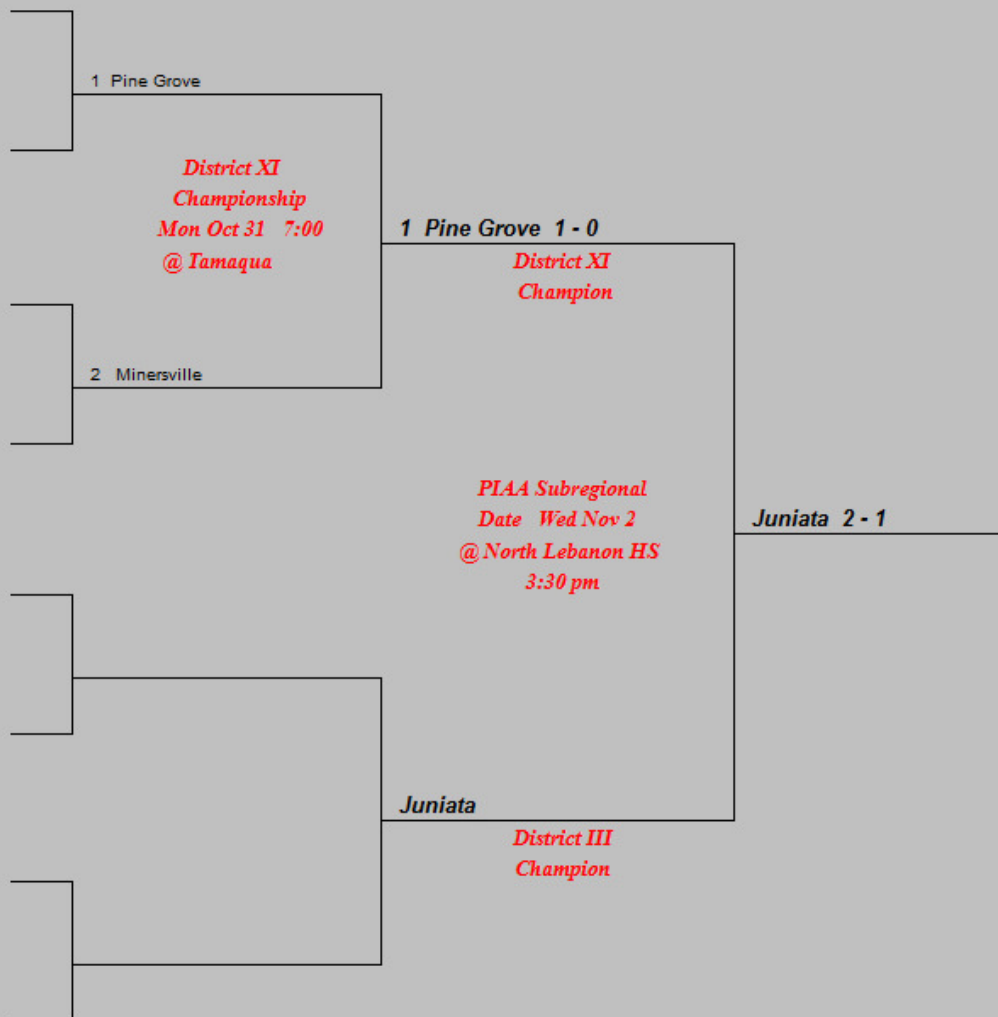 1 Pine Grove
District XI
Championship
Mon Oct 31 7:00
@ Tamaqua
1 Pine Grove 1 - 0
District XI
Champion
2 Minersville
PIAA Subregional
Date Wed Nov 2
@ North Lebanon HS
3:30 pm
Juniata 2 - 1
Juniata
District III
Champion